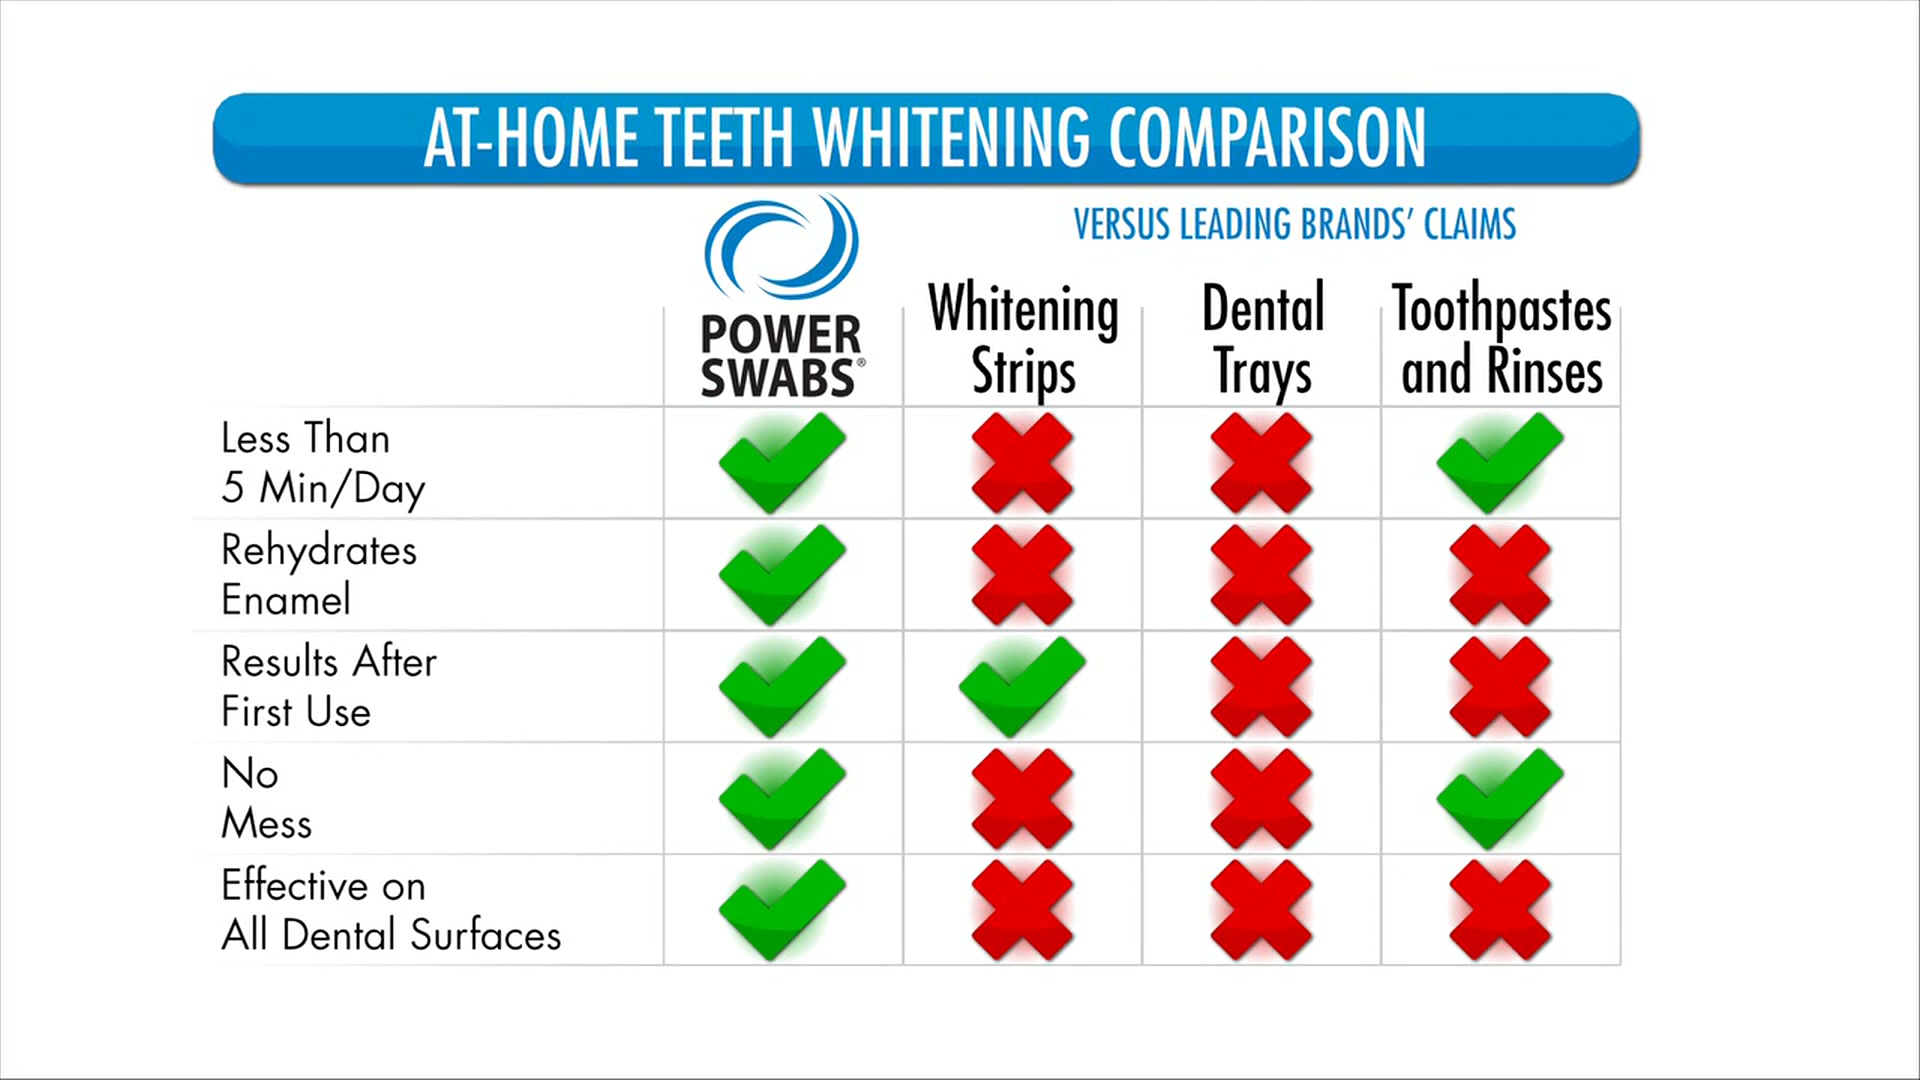 AT-HOME TEETH WHITENING COMPARISON
VERSUS LEADING BRANDS’ CLAIMS
POWER
SWABS®
Whitening
Strips
Dental
Trays
Toothpastes
and Rinses
Less Than
5 Min/Day
Rehydrates
Enamel
Results After
First Use
No
Mess
Effective on
All Dental Surfaces